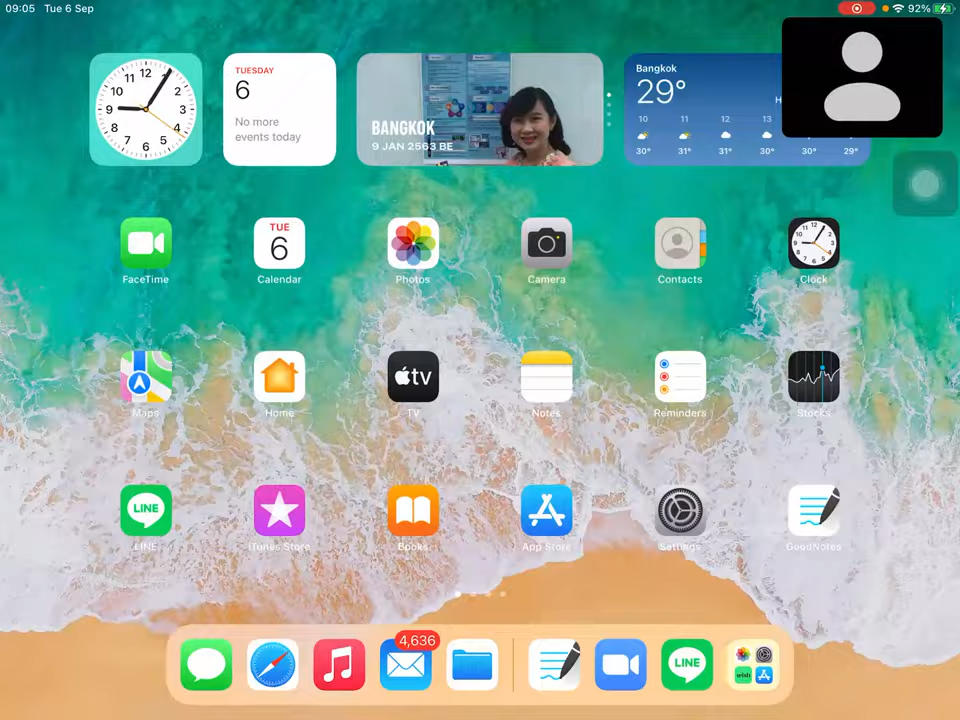 09:05 Tue 6 Sep
92%
12
1
2
3
4
5
6
7
8
9
10
11
TUESDAY
6
No more
events today
BANGKOK
9 JAN 2563 BE
Bangkok
29°
H
10 11 12 13
30° 31° 31° 30° 30° 29°
TUE
6
FaceTime
Calendar
Photos
Camera
Contacts
Clock
tv
Maps
Home
TV
Notes
Reminders
Stocks
LINE
LINE
iTunes Store
Books
App Store
Settings
GoodNotes
4,636
LINE
wish